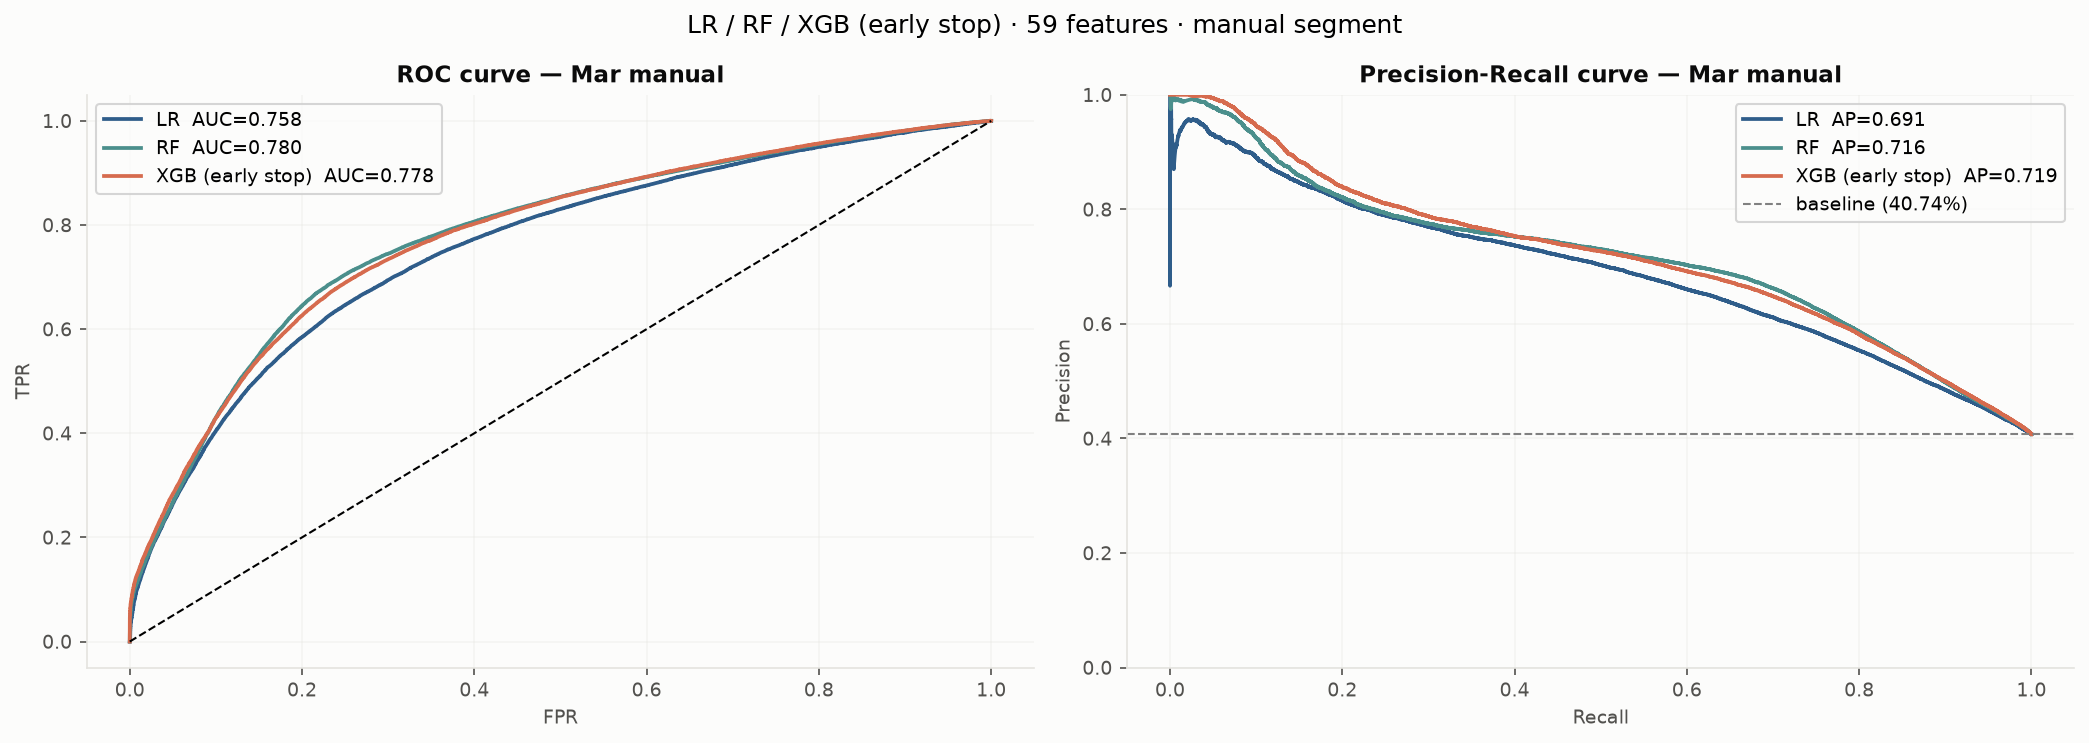 LR / RF / XGB (early stop) · 59 features · manual segment
ROC curve — Mar manual
LR  AUC=0.758
RF  AUC=0.780
XGB (early stop)  AUC=0.778
TPR
1.0
0.8
0.6
0.4
0.2
0.0
0.0 0.2 0.4 0.6 0.8 1.0
FPR
Precision-Recall curve — Mar manual
LR  AP=0.691
RF  AP=0.716
XGB (early stop)  AP=0.719
baseline (40.74%)
Precision
1.0
0.8
0.6
0.4
0.2
0.0
0.0 0.2 0.4 0.6 0.8 1.0
Recall